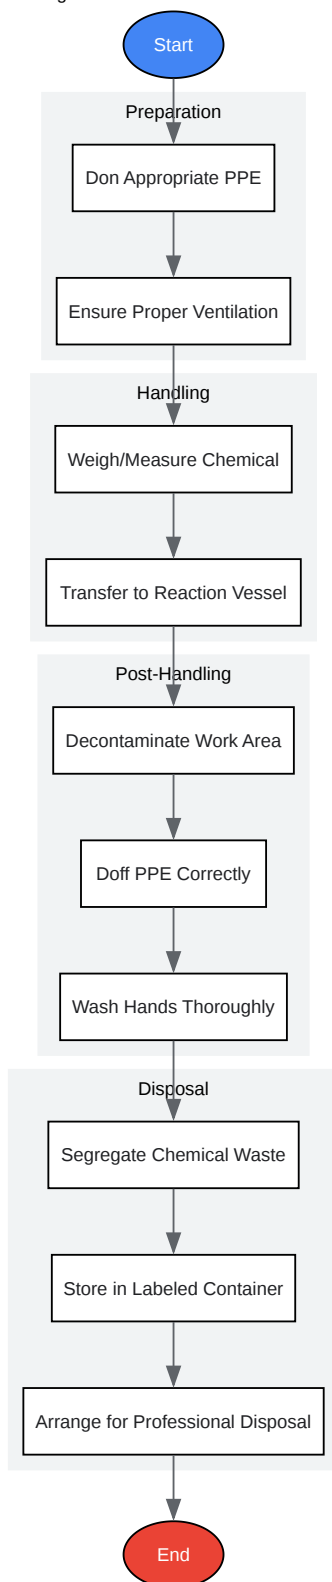 Start
Preparation
Don Appropriate PPE
Ensure Proper Ventilation
Handling
Weigh/Measure Chemical
Transfer to Reaction Vessel
Post-Handling
Decontaminate Work Area
Doff PPE Correctly
Wash Hands Thoroughly
Disposal
Segregate Chemical Waste
Store in Labeled Container
Arrange for Professional Disposal
End